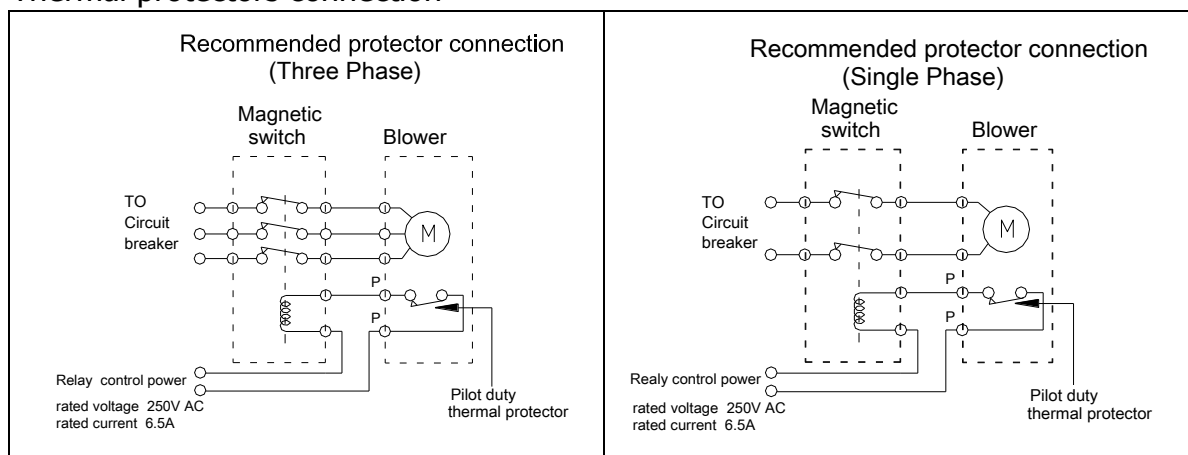 Thermal protectors connection
Recommended protector connection
(Three Phase)
Magnetic
switch
Blower
TO
Circuit
breaker
M
P
P
Relay control power
rated voltage 250V AC
rated current 6.5A
Pilot duty
thermal protector
Recommended protector connection
(Single Phase)
Magnetic
switch
Blower
TO
Circuit
breaker
M
P
P
Realy control power
rated voltage 250V AC
rated current 6.5A
Pilot duty
thermal protector